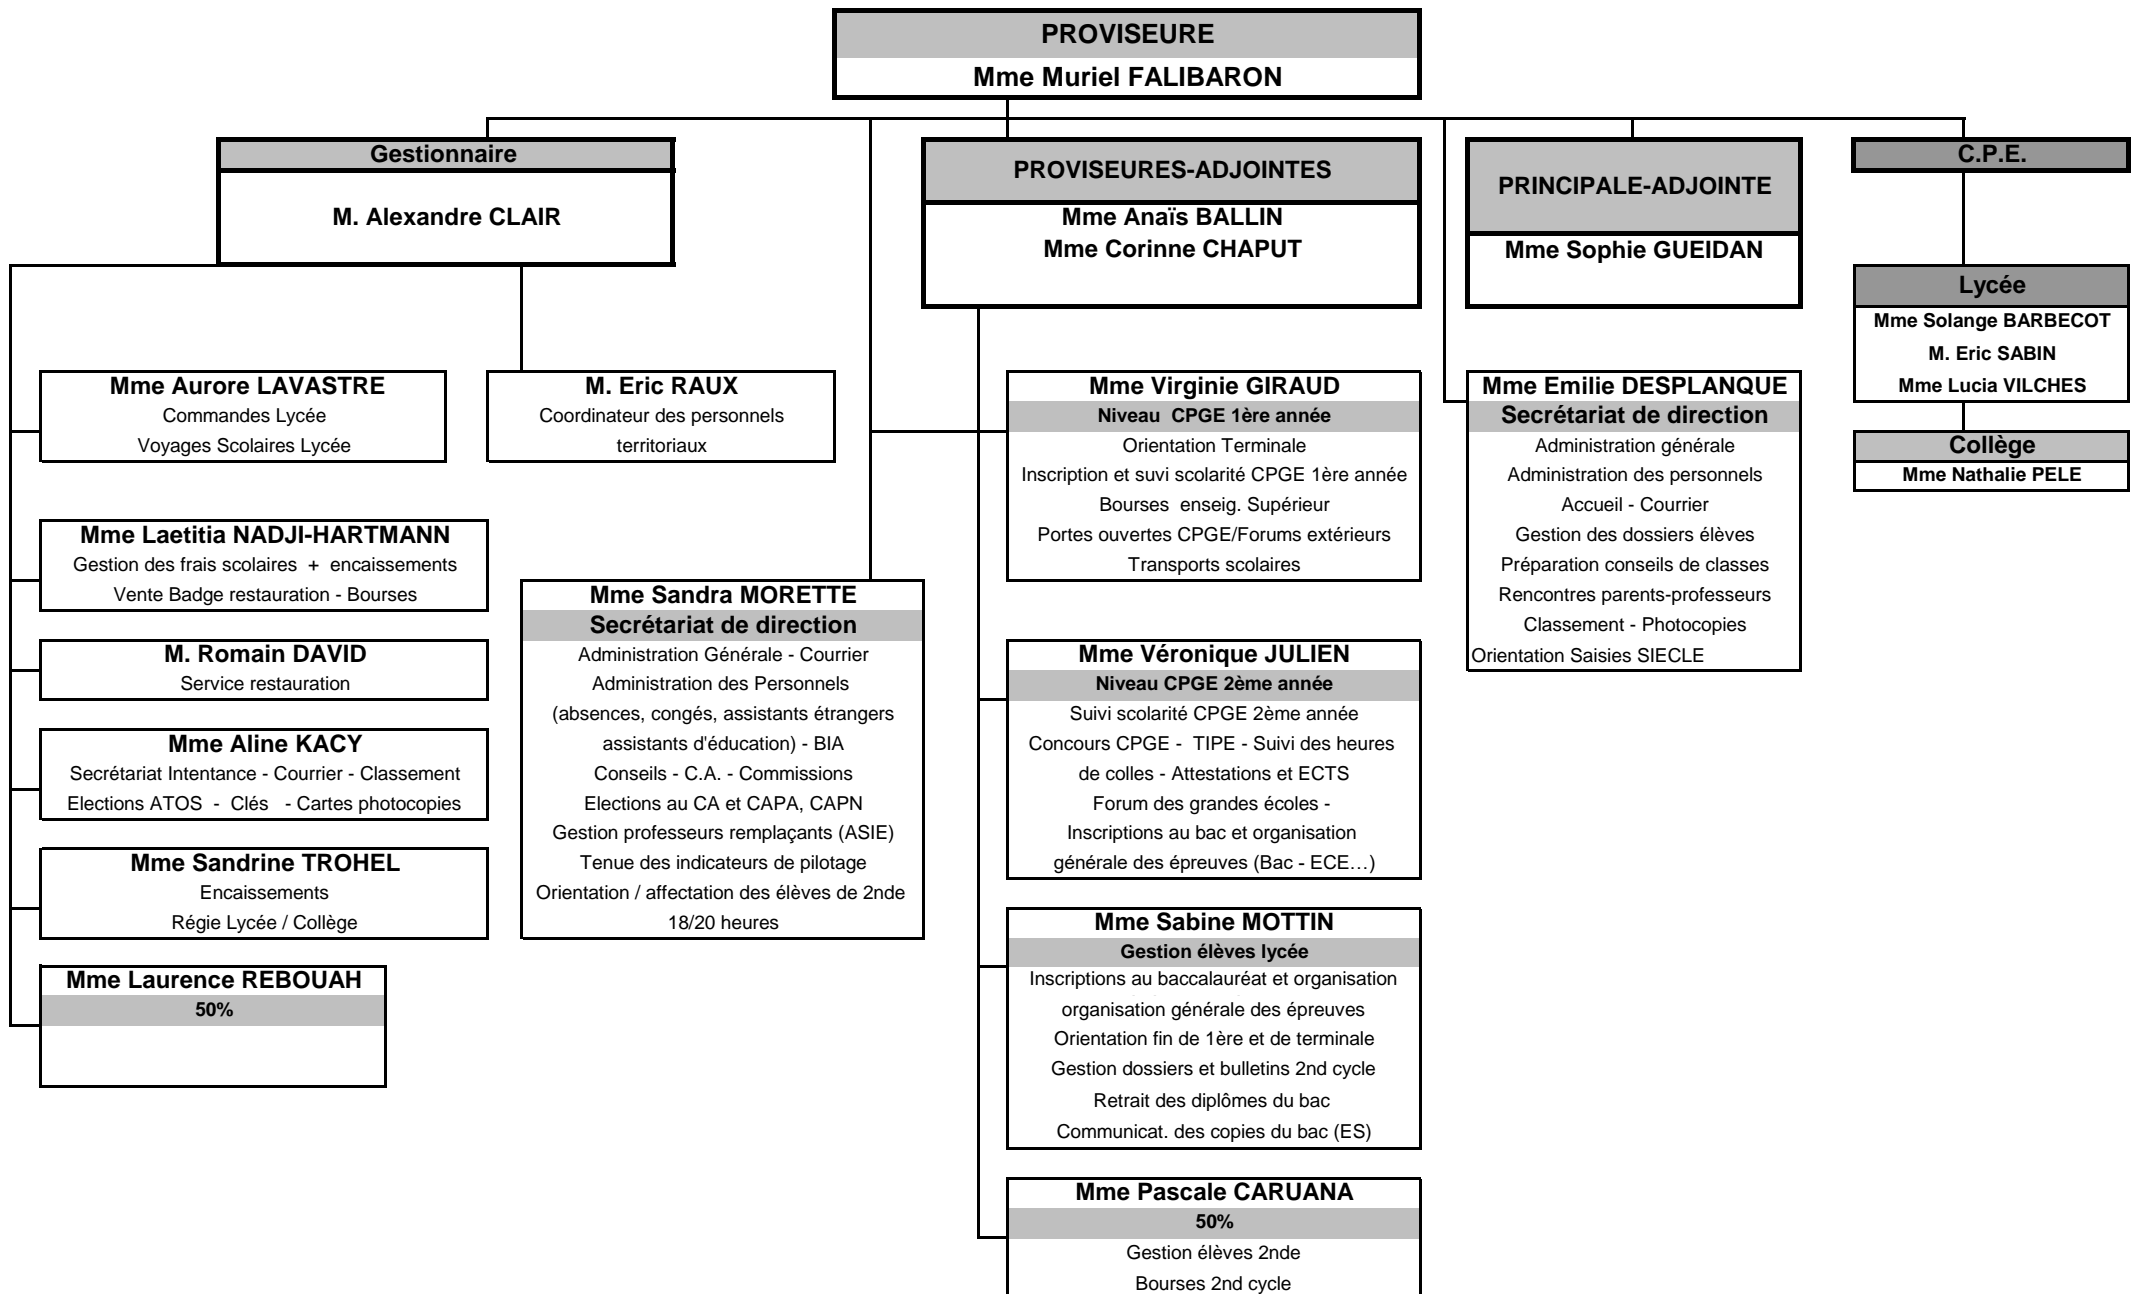 PROVISEURE
Mme Muriel FALIBARON
Gestionnaire
M. Alexandre CLAIR
PROVISEURES-ADJOINTES
Mme Anaïs BALLIN
Mme Corinne CHAPUT
PRINCIPALE-ADJOINTE
Mme Sophie GUEIDAN
C.P.E.
Lycée
Mme Solange BARBECOT
M. Eric SABIN
Mme Lucia VILCHES
Collège
Mme Nathalie PELE
Mme Aurore LAVASTRE
Commandes Lycée
Voyages Scolaires Lycée
M. Eric RAUX
Coordinateur des personnels
territoriaux
Mme Laetitia NADJI-HARTMANN
Gestion des frais scolaires + encaissements
Vente Badge restauration - Bourses
M. Romain DAVID
Service restauration
Mme Aline KACY
Secrétariat Intentance - Courrier - Classement
Elections ATOS - Clés - Cartes photocopies
Mme Sandrine TROHEL
Encaissements
Régie Lycée / Collège
Mme Laurence REBOUAH
50%
Mme Sandra MORETTE
Secrétariat de direction
Administration Générale - Courrier
Administration des Personnels
(absences, congés, assistants étrangers
assistants d'éducation) - BIA
Conseils - C.A. - Commissions
Elections au CA et CAPA, CAPN
Gestion professeurs remplaçants (ASIE)
Tenue des indicateurs de pilotage
Orientation / affectation des élèves de 2nde
18/20 heures
Mme Virginie GIRAUD
Niveau CPGE 1ère année
Orientation Terminale
Inscription et suvi scolarité CPGE 1ère année
Bourses enseig. Supérieur
Portes ouvertes CPGE/Forums extérieurs
Transports scolaires
Mme Véronique JULIEN
Niveau CPGE 2ème année
Suivi scolarité CPGE 2ème année
Concours CPGE - TIPE - Suivi des heures
de colles - Attestations et ECTS
Forum des grandes écoles -
Inscriptions au bac et organisation
générale des épreuves (Bac - ECE…)
Mme Sabine MOTTIN
Gestion élèves lycée
Inscriptions au baccalauréat et organisation
organisation générale des épreuves
Orientation fin de 1ère et de terminale
Gestion dossiers et bulletins 2nd cycle
Retrait des diplômes du bac
Communicat. des copies du bac (ES)
Mme Pascale CARUANA
50%
Gestion élèves 2nde
Bourses 2nd cycle
Mme Emilie DESPLANQUE
Secrétariat de direction
Administration générale
Administration des personnels
Accueil - Courrier
Gestion des dossiers élèves
Préparation conseils de classes
Rencontres parents-professeurs
Classement - Photocopies
Orientation Saisies SIECLE